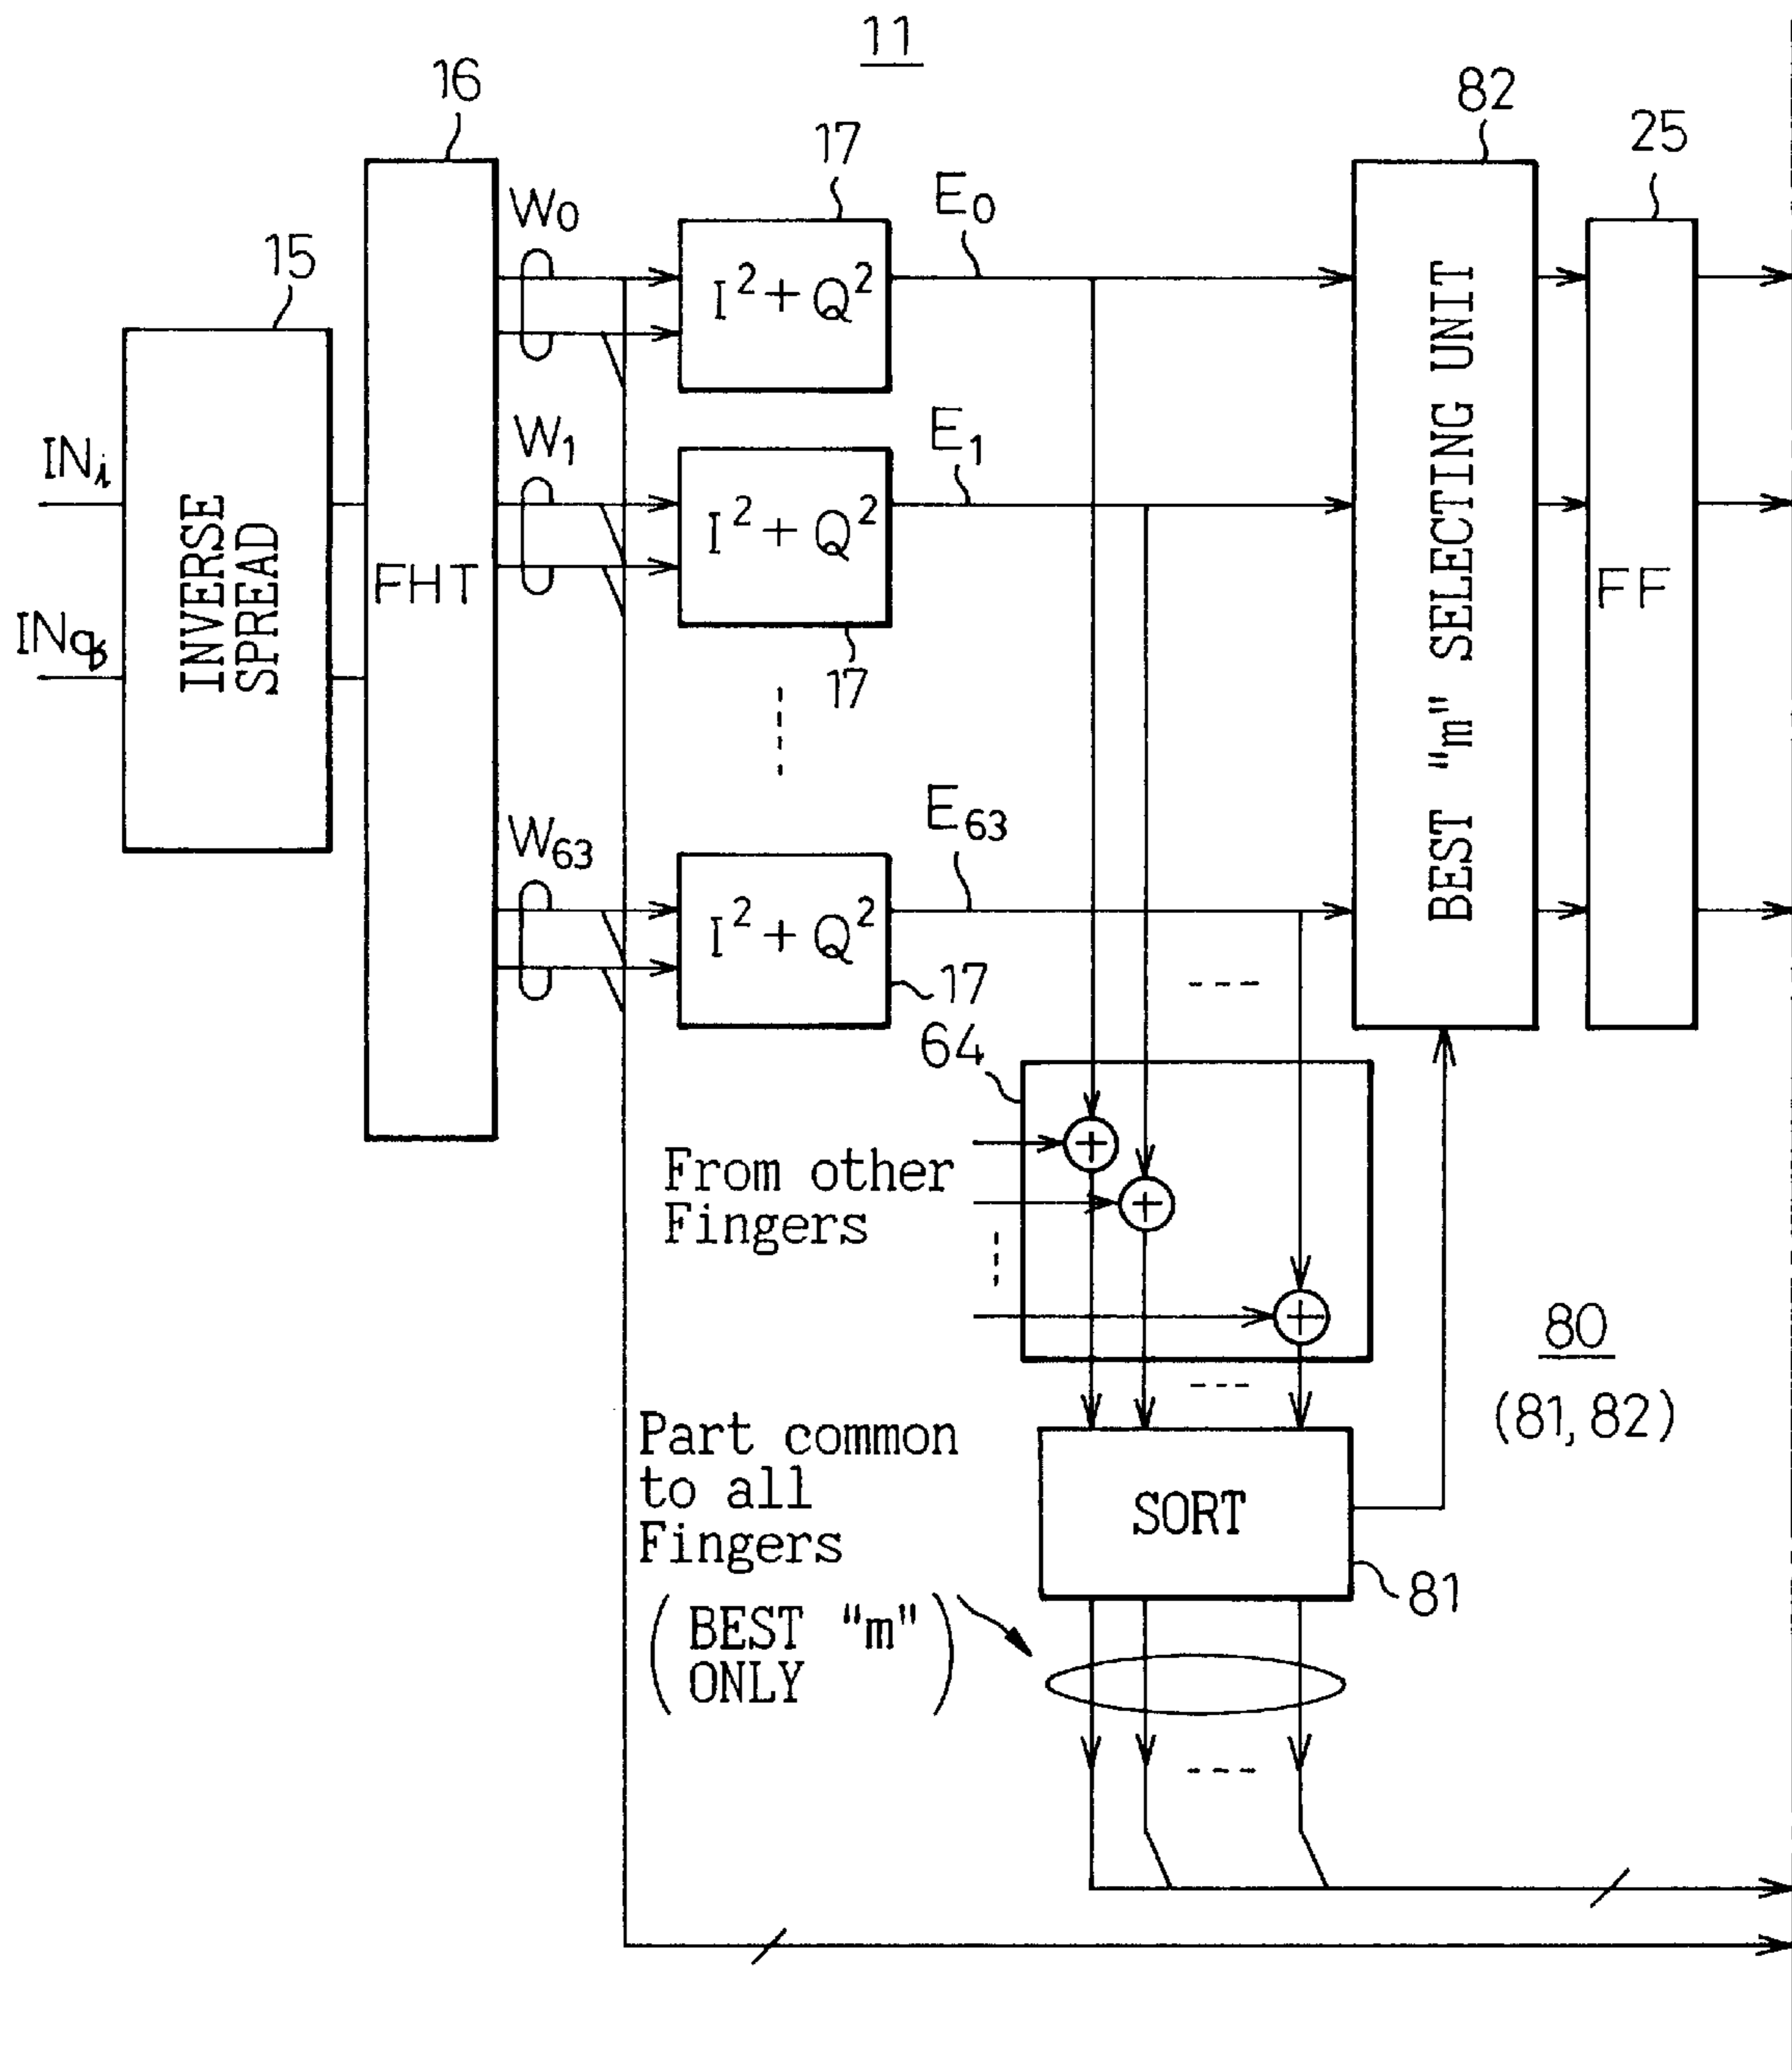 11
16
82
17
25
W0
E0
15
I² + Q²
W1
E1
INi
I² + Q²
INVERSE
SPREAD
FHT
BEST "m" SELECTING UNIT
FF
INq
17
W63
E63
I² + Q²
17
64
From other
Fingers
80
(81, 82)
Part common
to all
Fingers
SORT
81
(BEST "m"
ONLY)